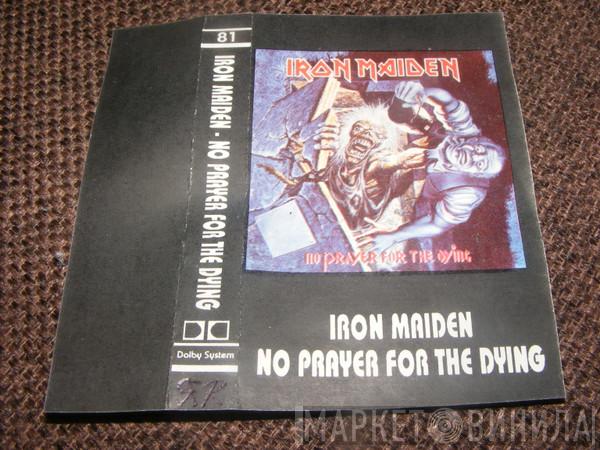 81
IRON MAIDEN - NO PRAYER FOR THE DYING
Dolby System
IRON MAIDEN
NO PRAYER FOR THE DYING
IRON MAIDEN
NO PRAYER FOR THE DYING
МАРКЕТ ВИНИЛА